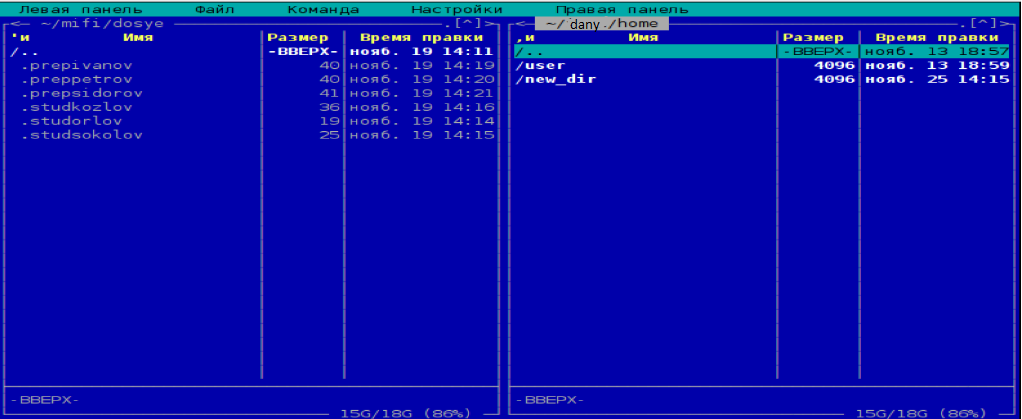 Левая панель Файл Команда Настройки Правая панель
<— ~/mifi/dosye .[^]>
'и Имя Размер Время правки
/.. -ВВЕРХ- нояб. 19 14:11
.prepivanov 40 нояб. 19 14:19
.preppetrov 40 нояб. 19 14:20
.prepsidorov 41 нояб. 19 14:21
.studkozlov 36 нояб. 19 14:16
.studorlov 19 нояб. 19 14:14
.studsokolov 25 нояб. 19 14:15
-ВВЕРХ-
15G/18G (86%)
<— ~/dany./home .[^]>
,и Имя Размер Время правки
/.. -ВВЕРХ- нояб. 13 18:57
/user 4096 нояб. 13 18:59
/new_dir 4096 нояб. 25 14:15
-ВВЕРХ-
15G/18G (86%)